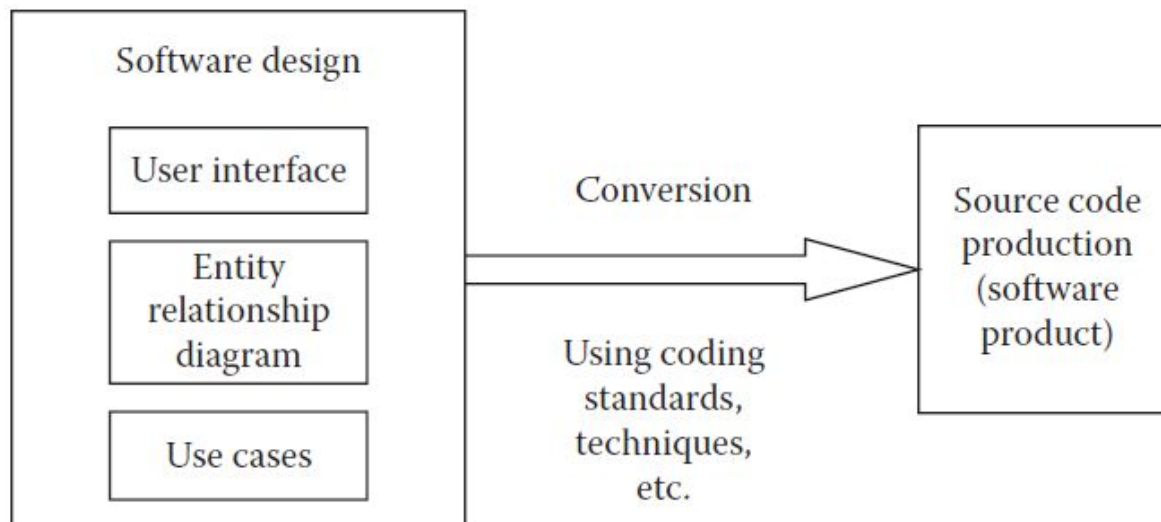 Software design
User interface
Entity
relationship
diagram
Use cases
Conversion
Using coding
standards,
techniques,
etc.
Source code
production
(software
product)